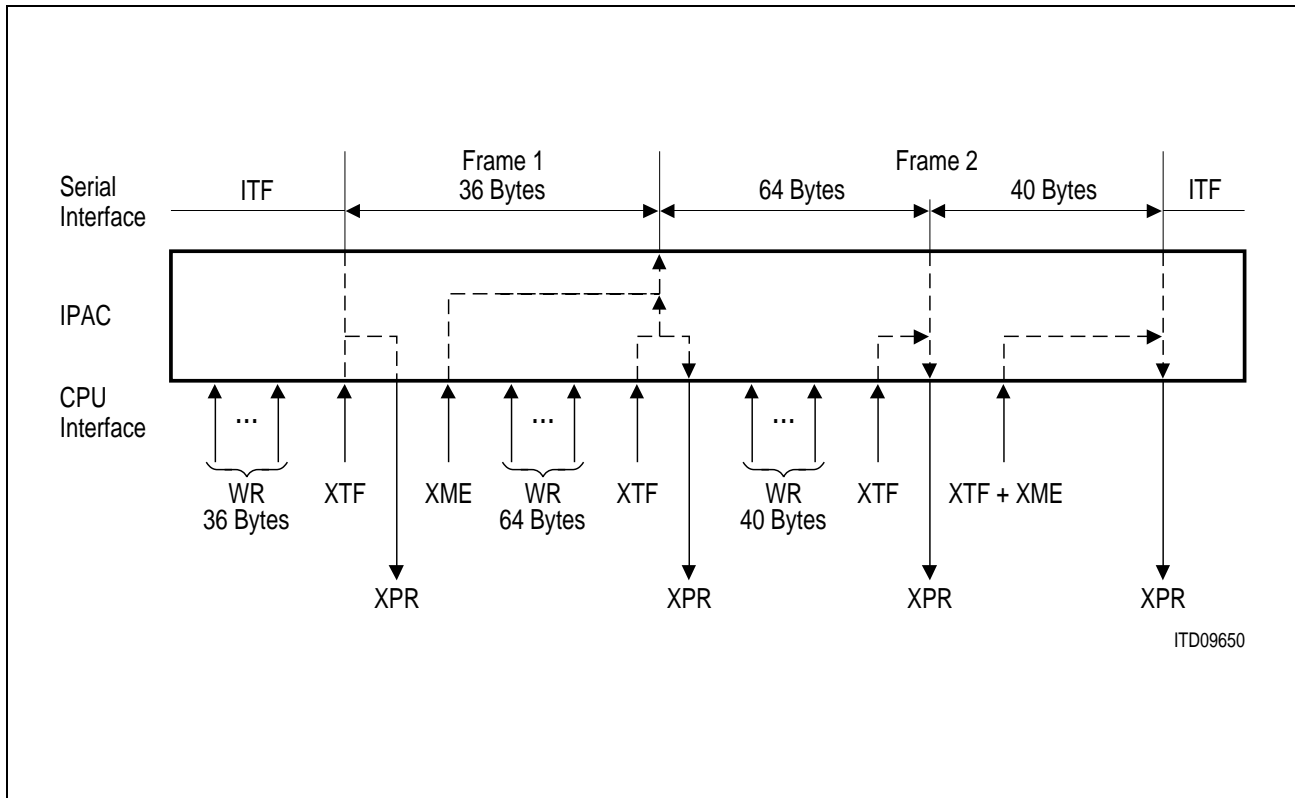 Frame 1
Frame 2
Serial
Interface
ITF
36 Bytes
64 Bytes
40 Bytes
ITF
IPAC
CPU
Interface
...
...
...
WR
36 Bytes
XTF
XME
WR
64 Bytes
XTF
WR
40 Bytes
XTF
XTF + XME
XPR
XPR
XPR
XPR
ITD09650